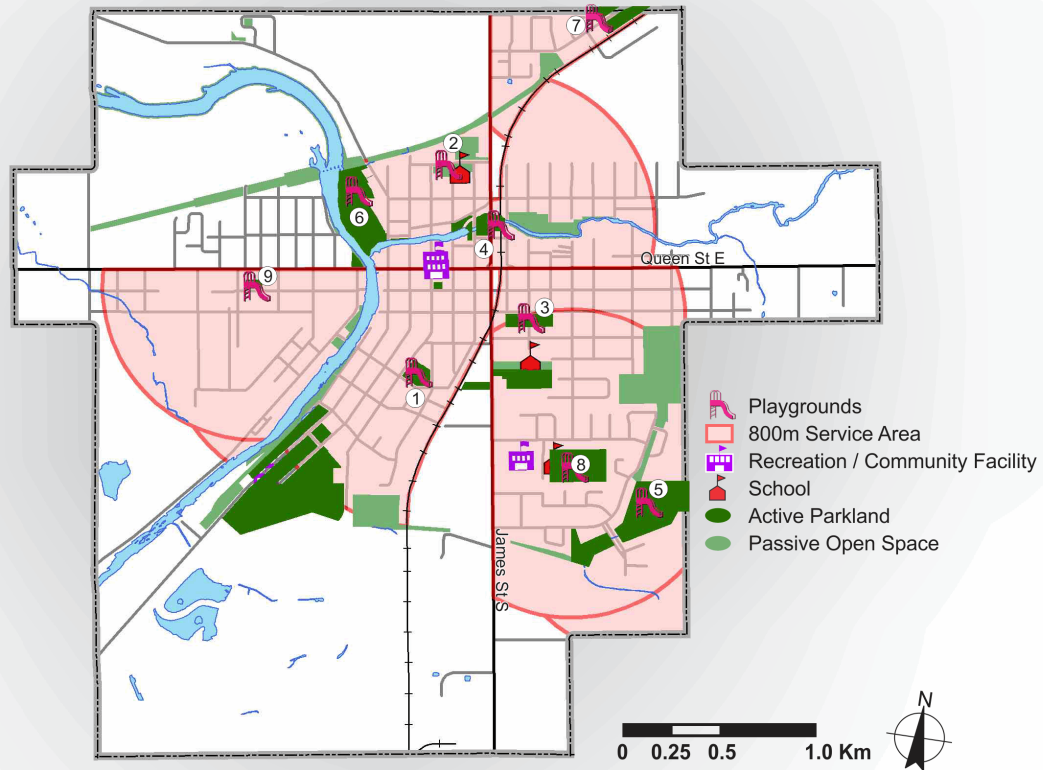 7
2
6
4
Queen St E
9
3
1
8
5
James St S
Playgrounds
800m Service Area
Recreation / Community Facility
School
Active Parkland
Passive Open Space
N
0 0.25 0.5 1.0 Km